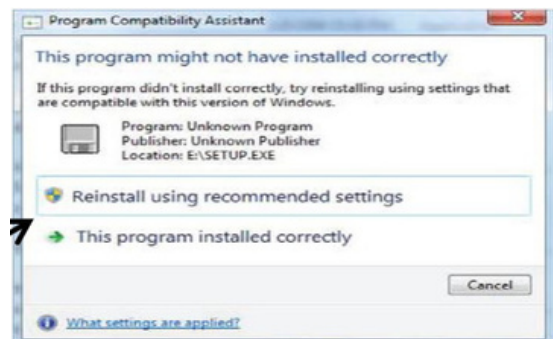 Program Compatibility Assistant
This program might not have installed correctly
If this program didn't install correctly, try reinstalling using settings that
are compatible with this version of Windows.
Program: Unknown Program
Publisher: Unknown Publisher
Location: E:\SETUP.EXE
Reinstall using recommended settings
This program installed correctly
Cancel
What settings are applied?